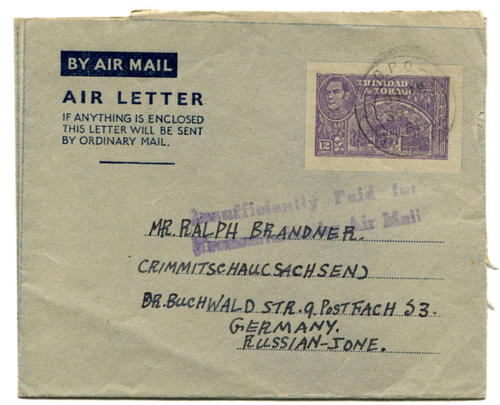 BY AIR MAIL
AIR LETTER
IF ANYTHING IS ENCLOSED
THIS LETTER WILL BE SENT
BY ORDINARY MAIL.
G.P.O.
TRINIDAD
& TOBAGO
12
Insufficiently Paid for
Air Mail
MR. RALPH BRANDNER.
CRIMMITSCHAU(SACHSEN)
DR. BUCHWALD STR. 9. POSTFACH 53.
GERMANY.
RUSSIAN-ZONE.